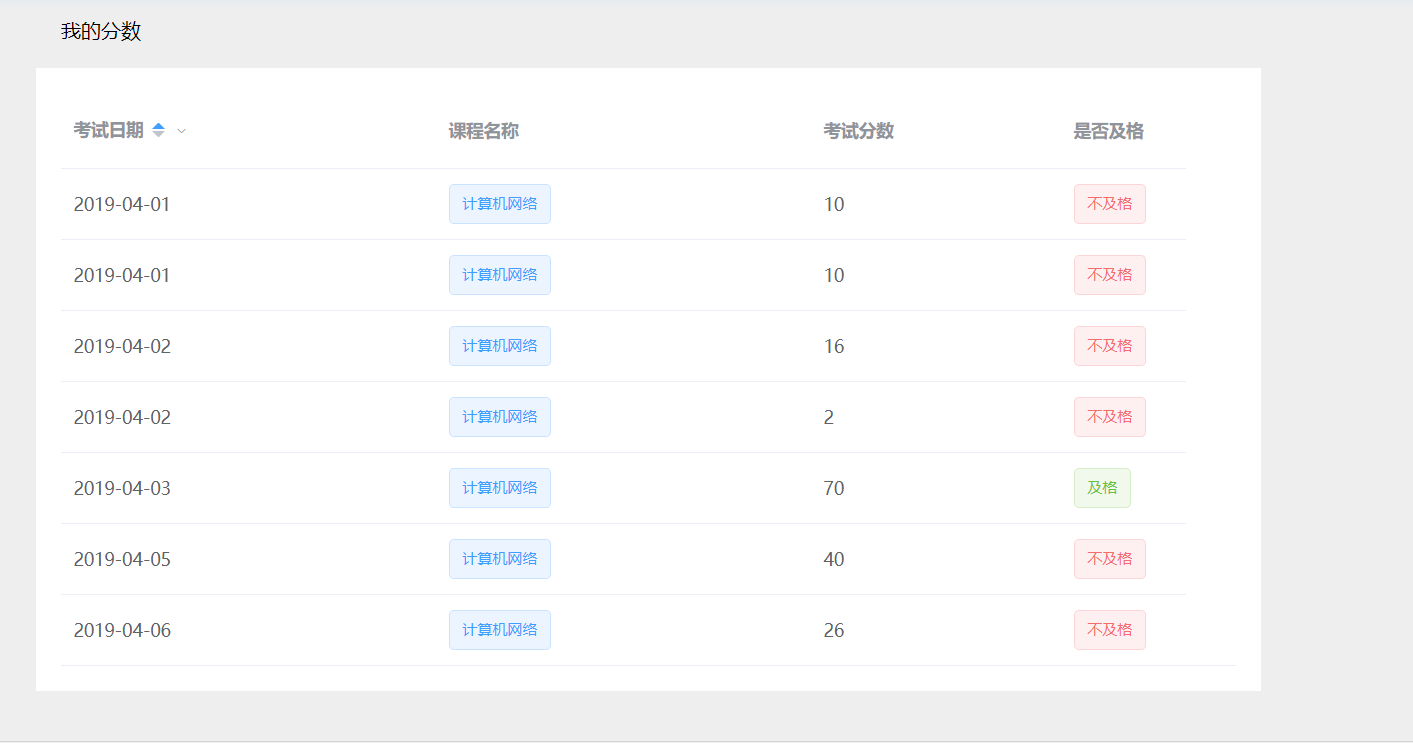 我的分数
考试日期 课程名称 考试分数 是否及格
2019-04-01 计算机网络 10 不及格
2019-04-01 计算机网络 10 不及格
2019-04-02 计算机网络 16 不及格
2019-04-02 计算机网络 2 不及格
2019-04-03 计算机网络 70 及格
2019-04-05 计算机网络 40 不及格
2019-04-06 计算机网络 26 不及格